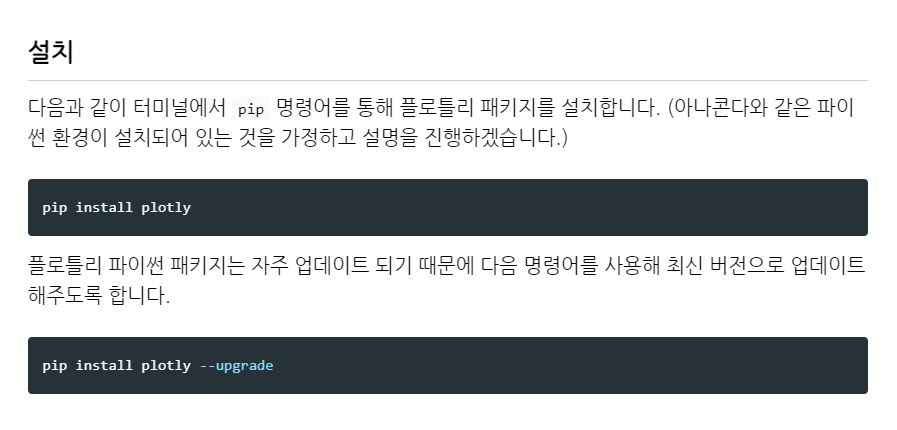 설치
다음과 같이 터미널에서 pip 명령어를 통해 플로틀리 패키지를 설치합니다. (아나콘다와 같은 파이
썬 환경이 설치되어 있는 것을 가정하고 설명을 진행하겠습니다.)
pip install plotly
플로틀리 파이썬 패키지는 자주 업데이트 되기 때문에 다음 명령어를 사용해 최신 버전으로 업데이트
해주도록 합니다.
pip install plotly --upgrade